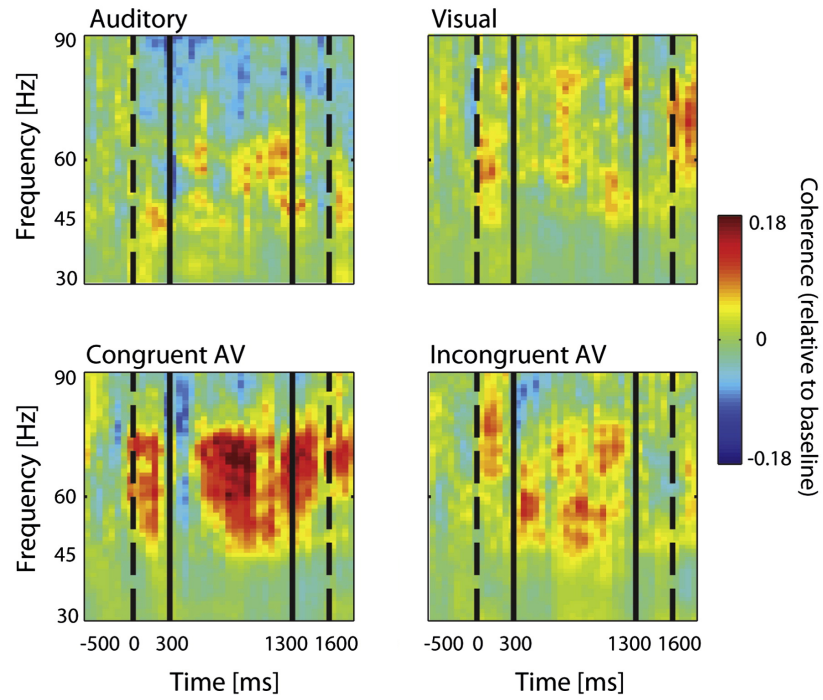 Auditory
Visual
90
60
45
30
Frequency [Hz]
Congruent AV
Incongruent AV
90
60
45
30
Frequency [Hz]
-500 0 300 1300 1600
-500 0 300 1300 1600
Time [ms]
Time [ms]
0.18
0
-0.18
Coherence (relative to baseline)